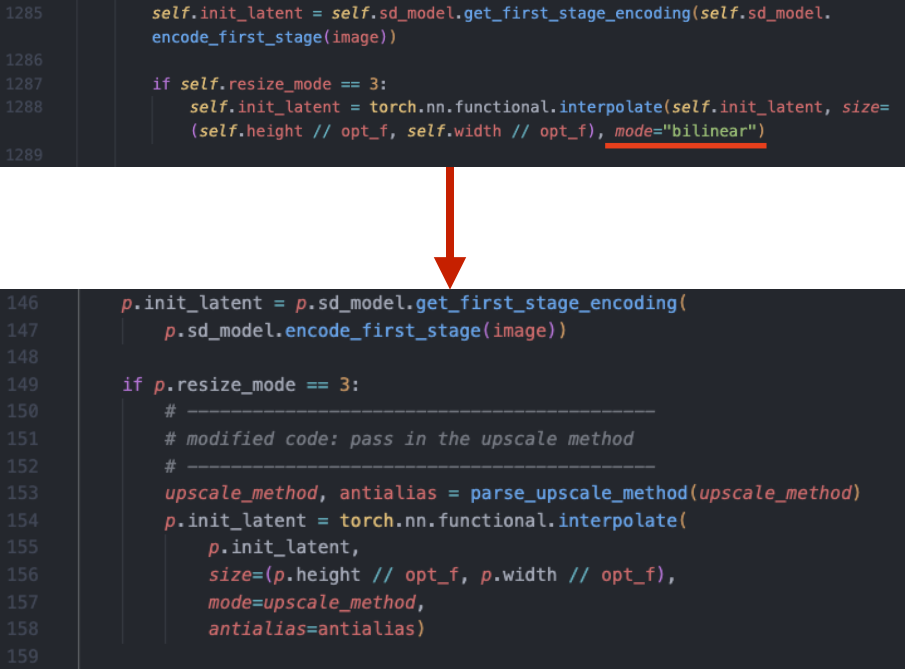 1285 self.init_latent = self.sd_model.get_first_stage_encoding(self.sd_model.
encode_first_stage(image))
1286
1287 if self.resize_mode == 3:
1288 self.init_latent = torch.nn.functional.interpolate(self.init_latent, size=
(self.height // opt_f, self.width // opt_f), mode="bilinear")
1289
146 p.init_latent = p.sd_model.get_first_stage_encoding(
147 p.sd_model.encode_first_stage(image))
148
149 if p.resize_mode == 3:
150 # -------------------------------------------
151 # modified code: pass in the upscale method
152 # -------------------------------------------
153 upscale_method, antialias = parse_upscale_method(upscale_method)
154 p.init_latent = torch.nn.functional.interpolate(
155 p.init_latent,
156 size=(p.height // opt_f, p.width // opt_f),
157 mode=upscale_method,
158 antialias=antialias)
159